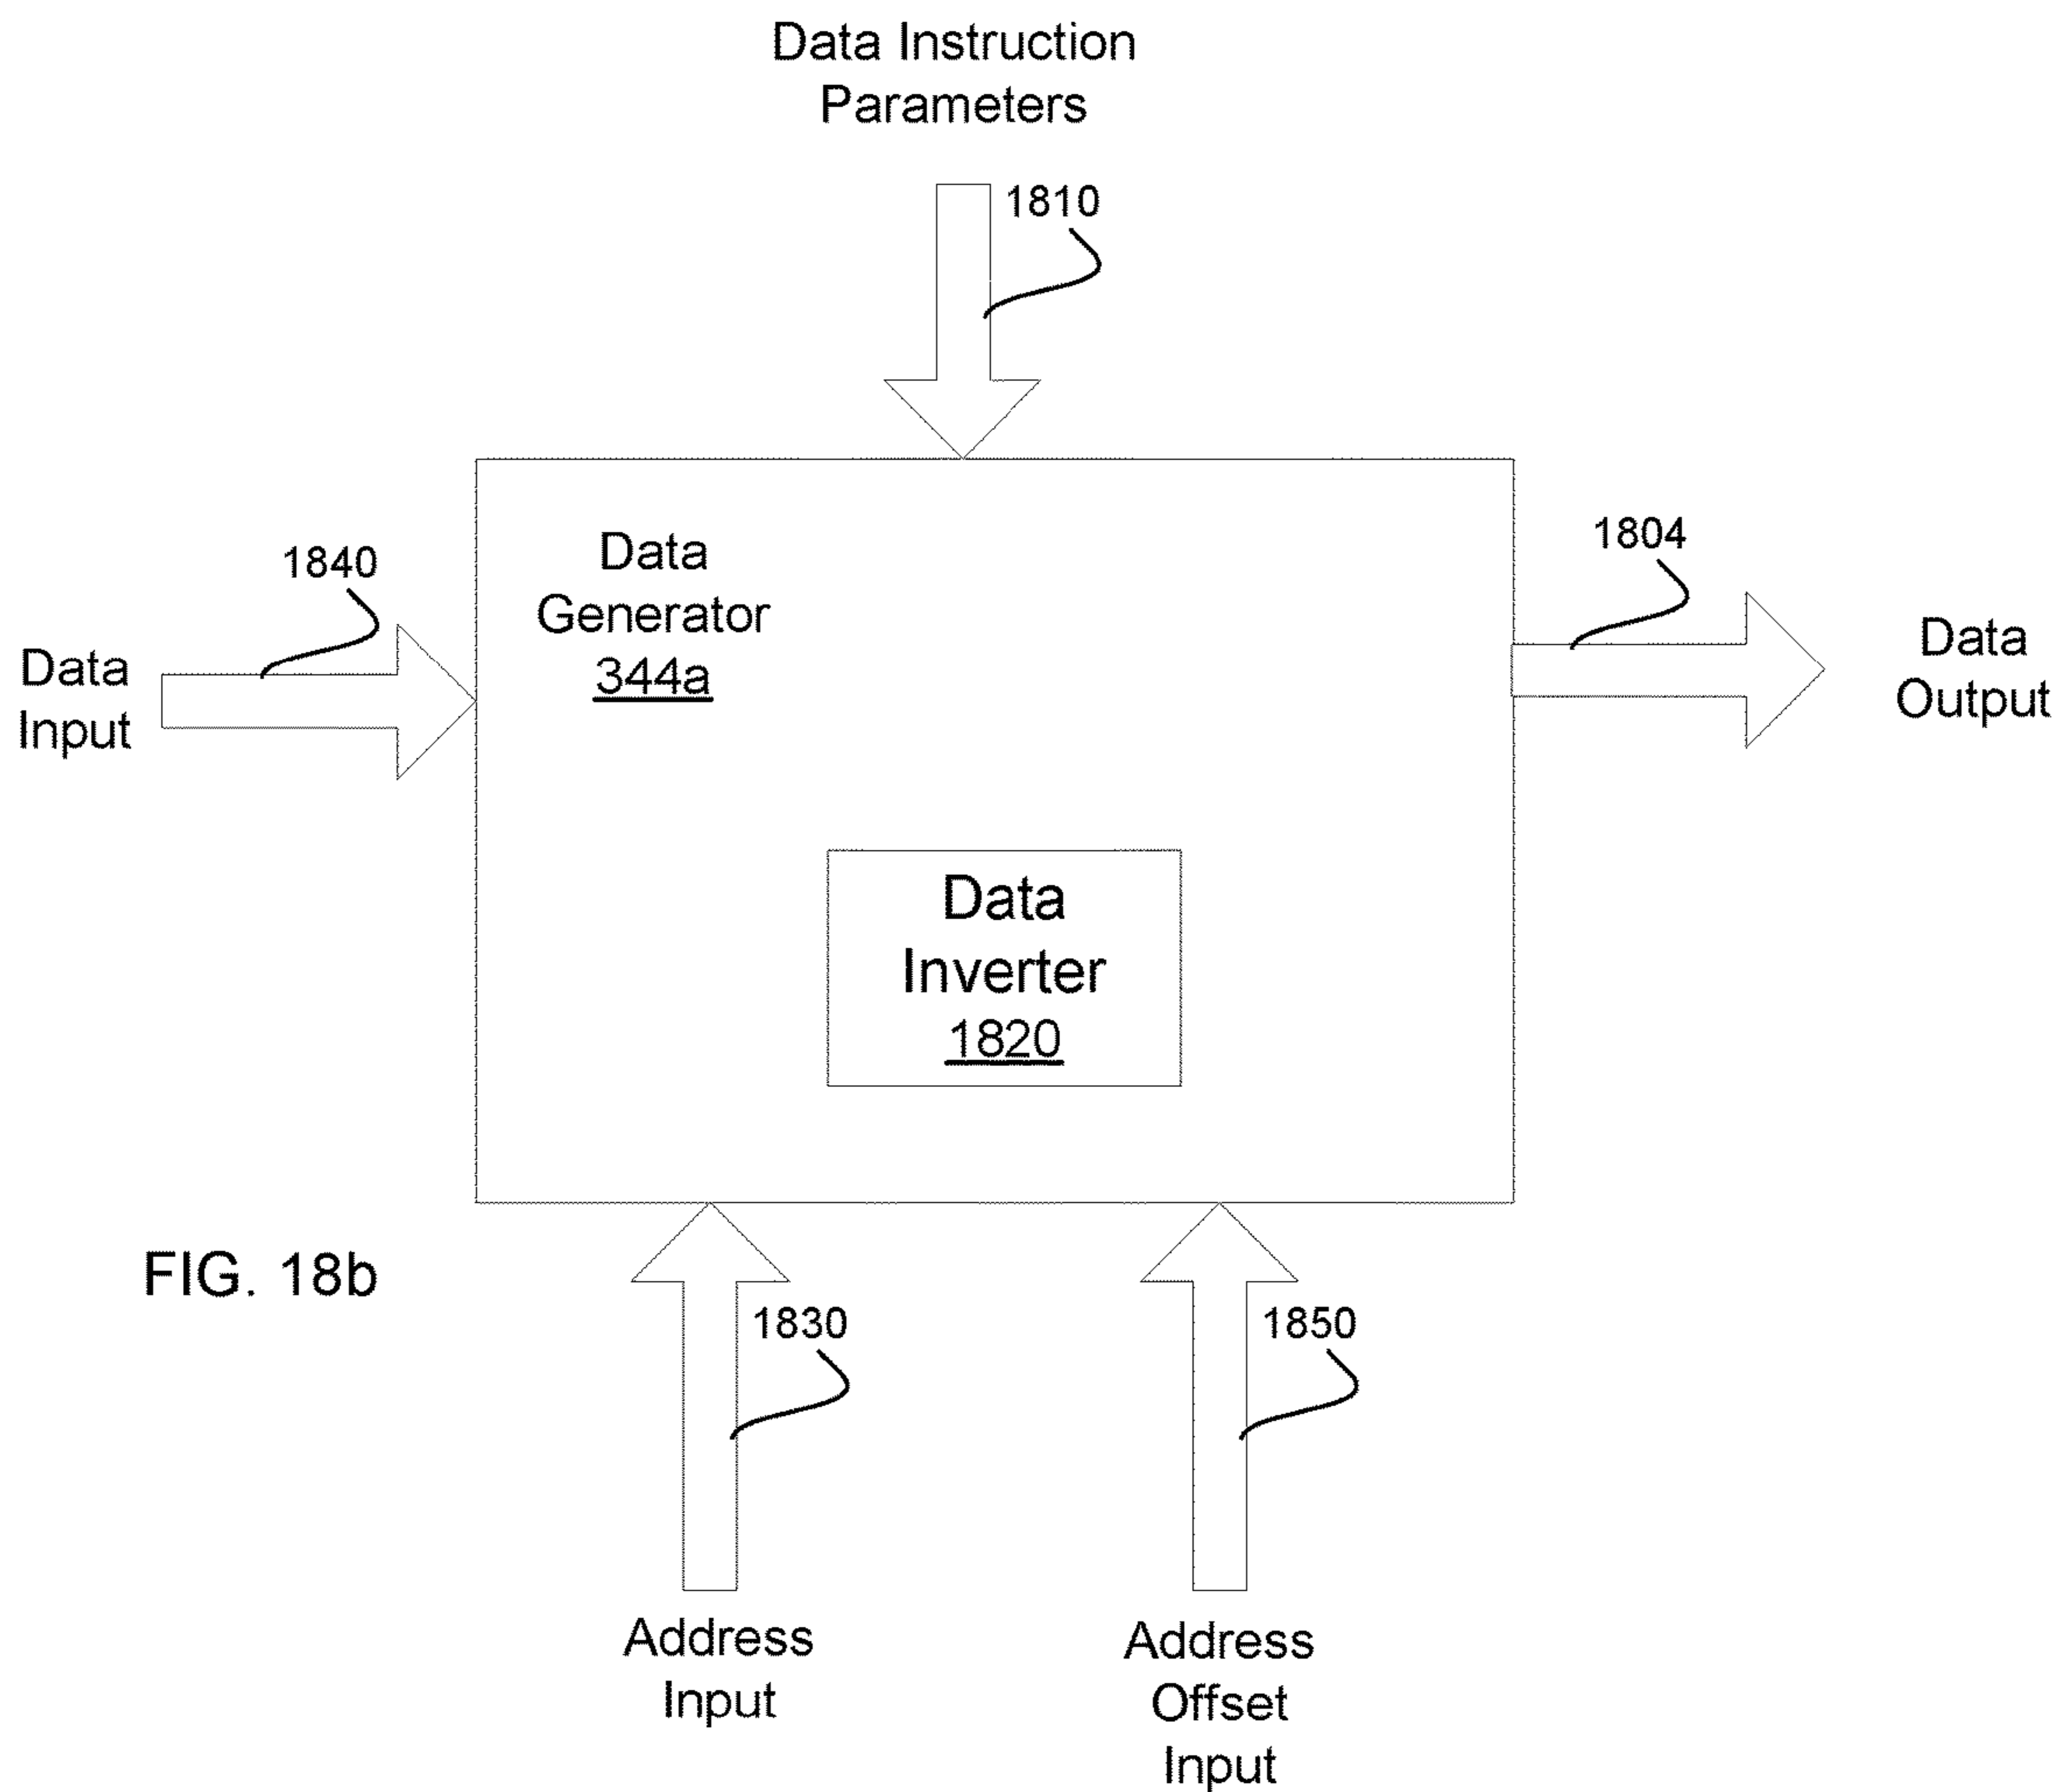 Data Instruction
Parameters
1810
1840
Data
Input
Data
Generator
344a
1804
Data
Output
Data
Inverter
1820
FIG. 18b
1830
1850
Address
Input
Address
Offset
Input